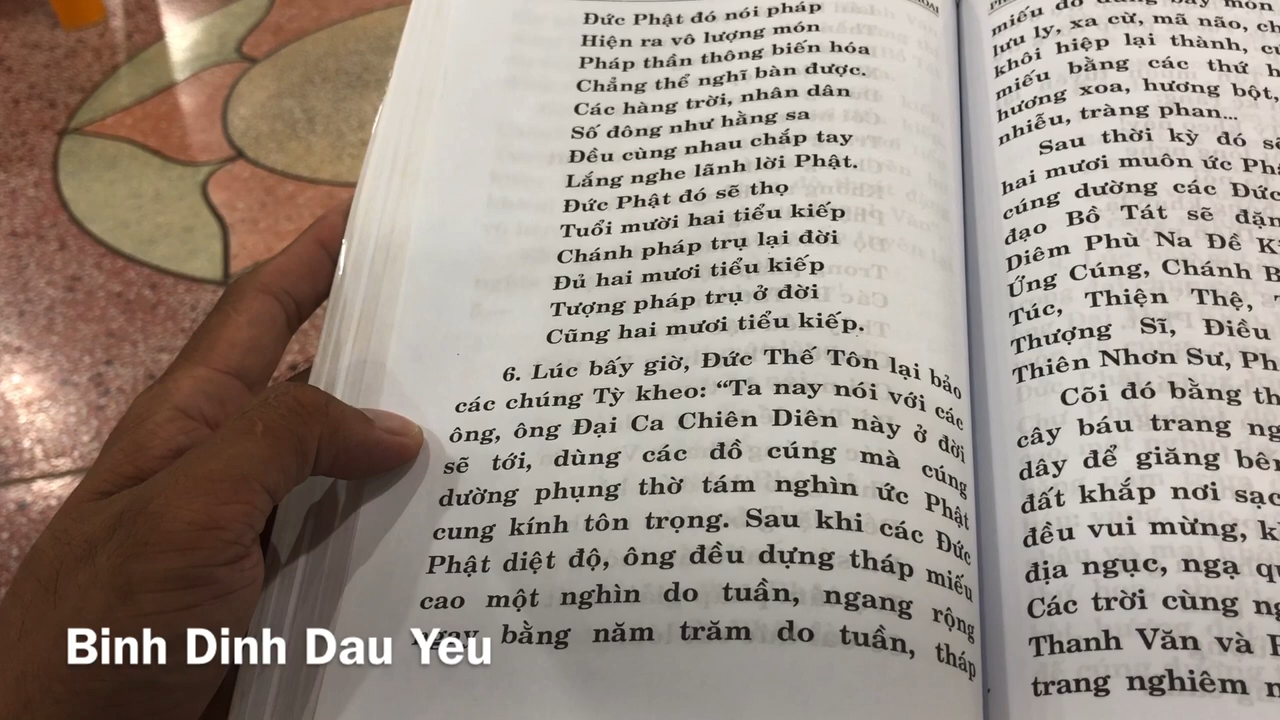 Đức Phật đó nói pháp
Hiện ra vô lượng món
Pháp thần thông biến hóa
Chẳng thể nghĩ bàn được.
Các hàng trời, nhân dân
Số đông như hằng sa
Đều cùng nhau chắp tay
Lắng nghe lãnh lời Phật.
Đức Phật đó sẽ thọ
Tuổi mười hai tiểu kiếp
Chánh pháp trụ lại đời
Đủ hai mươi tiểu kiếp
Tượng pháp trụ ở đời
Cũng hai mươi tiểu kiếp.
6. Lúc bấy giờ, Đức Thế Tôn lại bảo
các chúng Tỳ kheo: “Ta nay nói với các
ông, ông Đại Ca Chiên Diên này ở đời
sẽ tới, dùng các đồ cúng mà cúng
dường phụng thờ tám nghìn ức Phật
cung kính tôn trọng. Sau khi các Đức
Phật diệt độ, ông đều dựng tháp miếu
cao một nghìn do tuần, ngang rộng
bằng năm trăm do tuần, tháp
miếu đó dùng bảy món
lưu ly, xa cừ, mã não,
khôi hiệp lại thành,
miếu bằng các thứ
hương xoa, hương bột,
nhiễu, tràng phan...
Sau thời kỳ đó
hai mươi muôn ức
cúng dường các Đức
đạo Bồ Tát sẽ
Diêm Phù Na Đề
Ứng Cúng, Chánh
Túc, Thiện Thệ,
Thượng Sĩ, Điều
Thiên Nhơn Sư,
Cõi đó bằng
cây báu trang
dây để giăng
đất khắp nơi
đều vui mừng,
địa ngục, ngạ
Các trời cùng
Thanh Văn và
trang nghiêm
Binh Dinh Dau Yeu